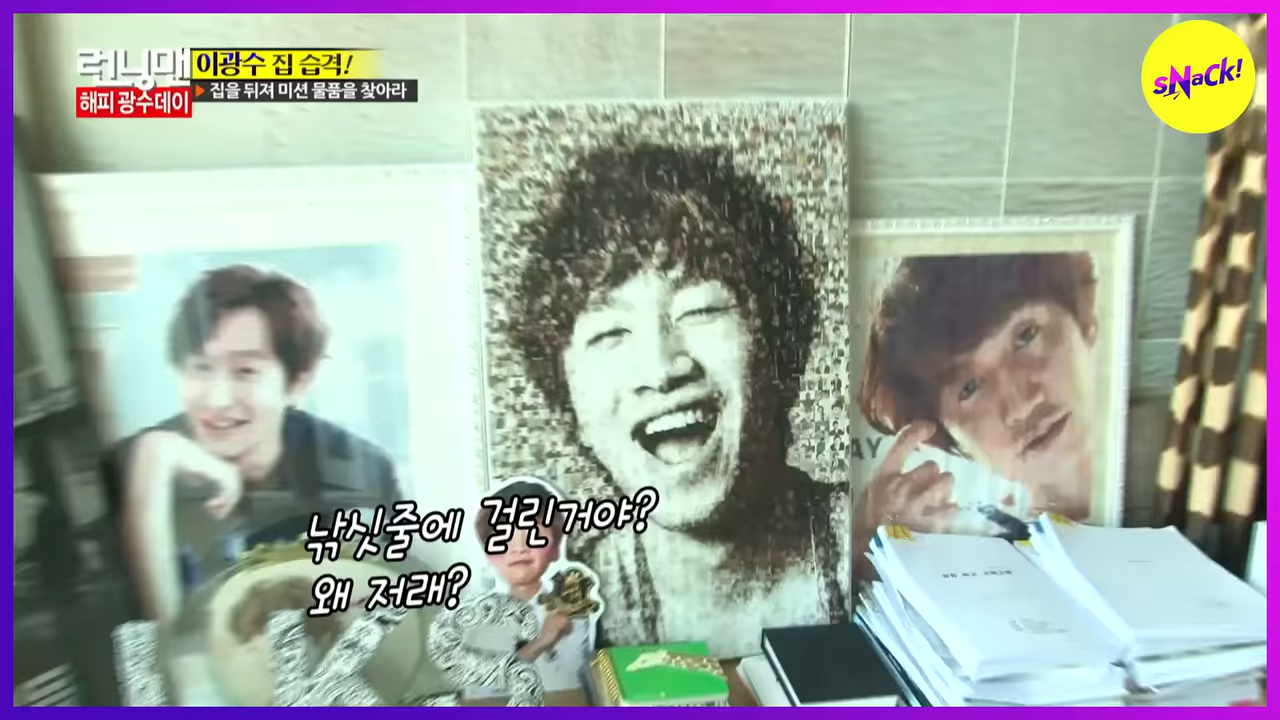 런닝맨
해피 광수데이
이광수 집 습격!
집을 뒤져 미션 물품을 찾아라
sNacK!
낚싯줄에 걸린거야?
왜 저래?
AY
LKS